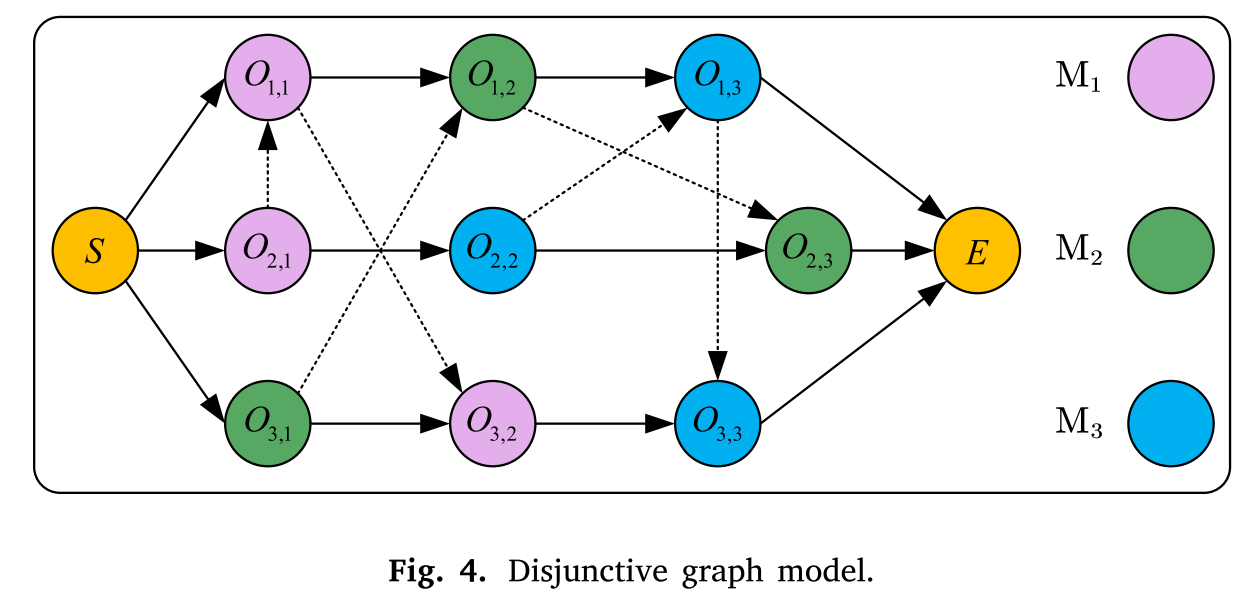 O1,1 O1,2 O1,3 M1
S O2,1 O2,2 O2,3 E M2
O3,1 O3,2 O3,3 M3
Fig. 4. Disjunctive graph model.